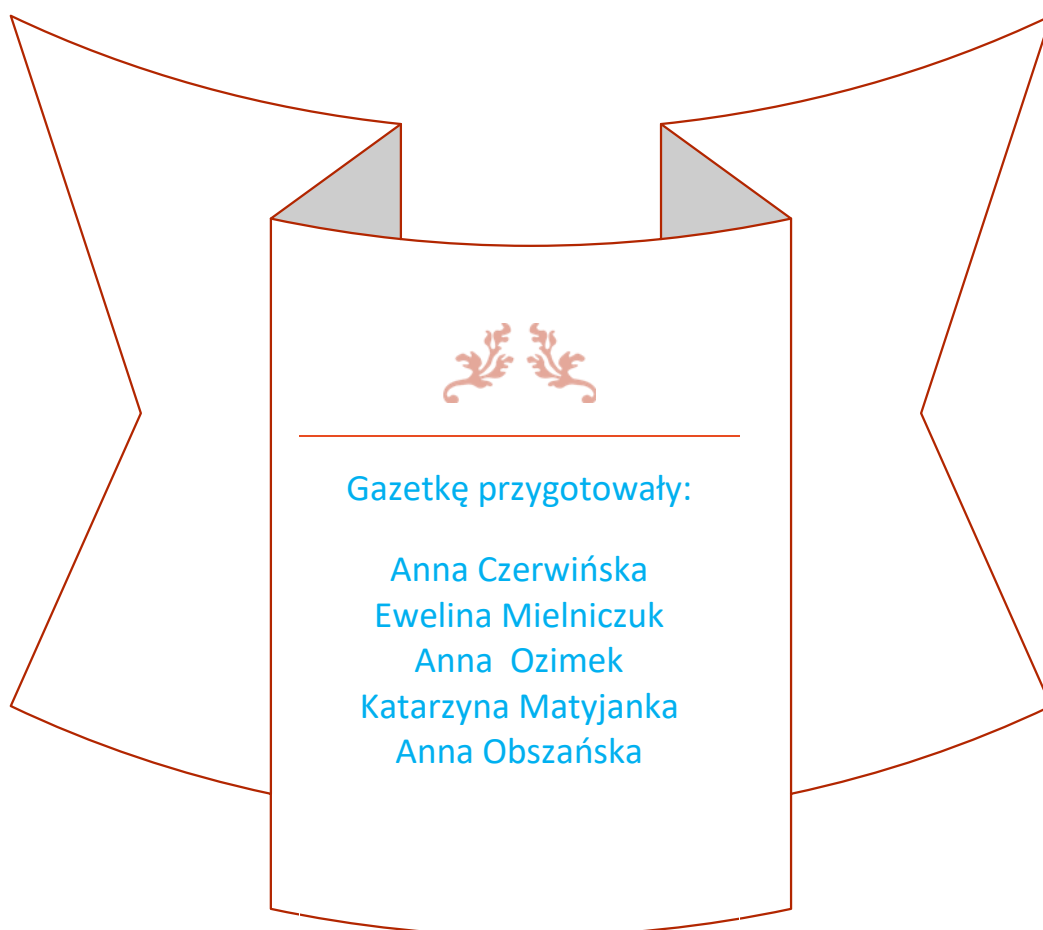 Gazetkę przygotowały:
Anna Czerwińska
Ewelina Mielniczuk
Anna  Ozimek
Katarzyna Matyjanka
Anna Obszańska